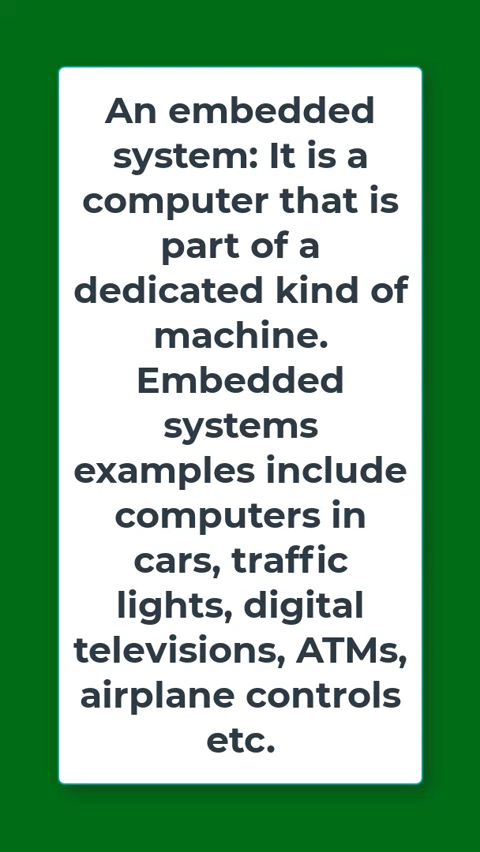 An embedded
system: It is a
computer that is
part of a
dedicated kind of
machine.
Embedded
systems
examples include
computers in
cars, traffic
lights, digital
televisions, ATMs,
airplane controls
etc.